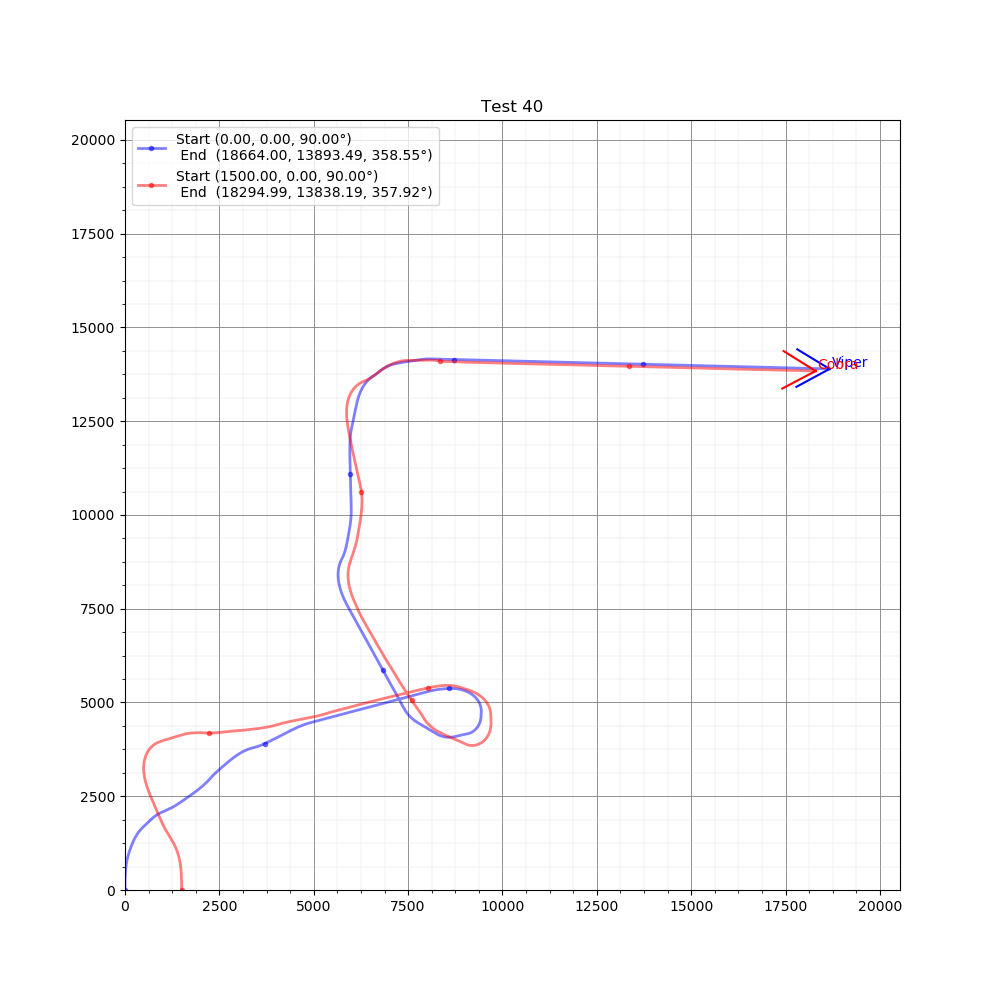 Test 40
Start (0.00, 0.00, 90.00°)
End (18664.00, 13893.49, 358.55°)
Start (1500.00, 0.00, 90.00°)
End (18294.99, 13838.19, 357.92°)
20000
17500
15000
12500
10000
7500
5000
2500
0
Viper
Cobra
0 2500 5000 7500 10000 12500 15000 17500 20000